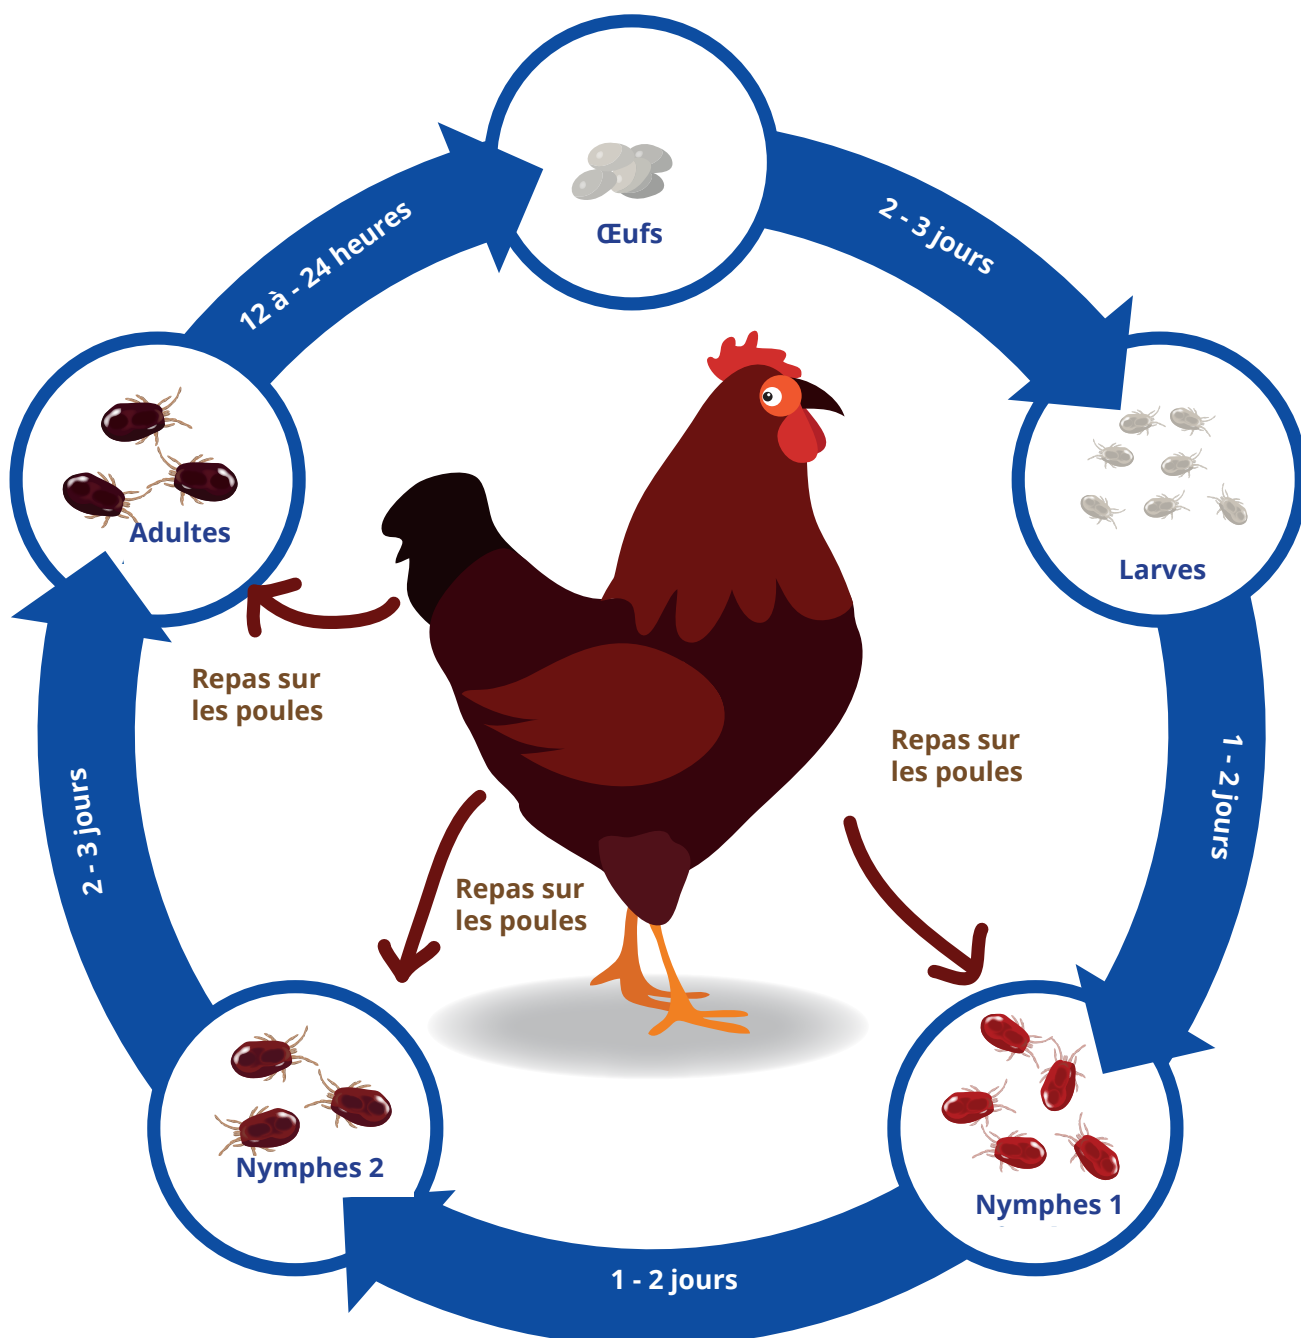 Œufs
2 - 3 jours
12 à - 24 heures
Adultes
Larves
Repas sur
les poules
Repas sur
les poules
1 - 2 jours
2 - 3 jours
Repas sur
les poules
Nymphes 2
Nymphes 1
1 - 2 jours